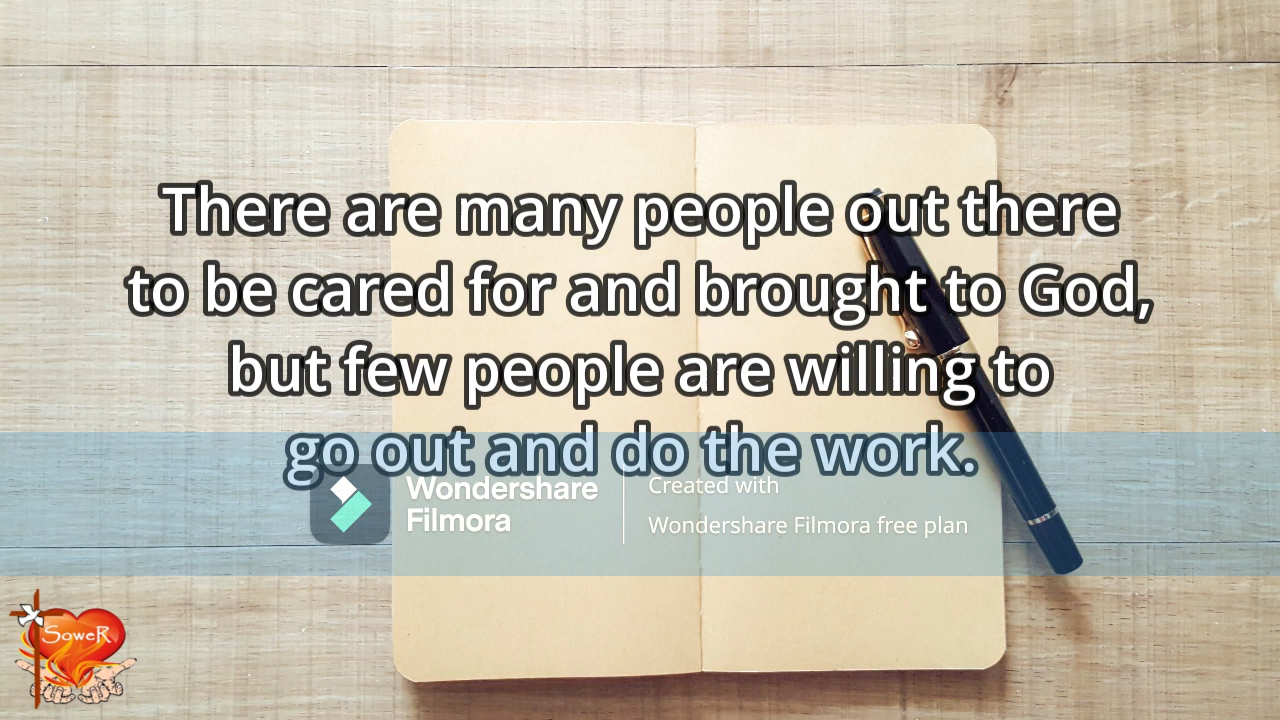 There are many people out there
to be cared for and brought to God,
but few people are willing to
go out and do the work.
Wondershare
Filmora
Created with
Wondershare Filmora free plan
SoweR